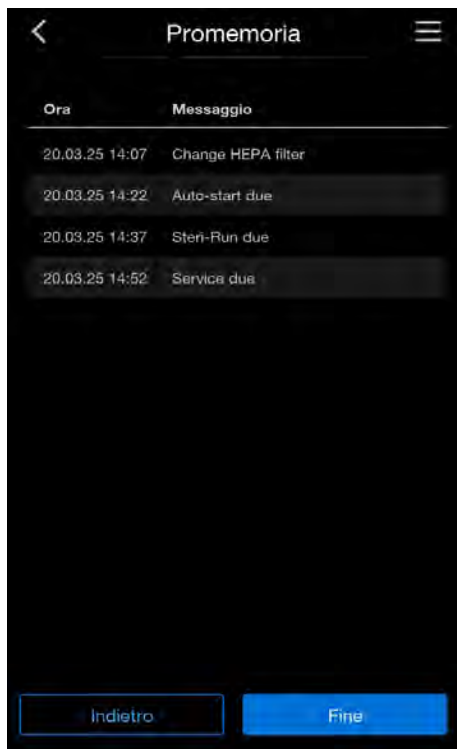 Promemoria
Ora Messaggio
20.03.25 14:07 Change HEPA filter
20.03.25 14:22 Auto-start due
20.03.25 14:37 Steri-Run due
20.03.25 14:52 Service due
Indietro Fine